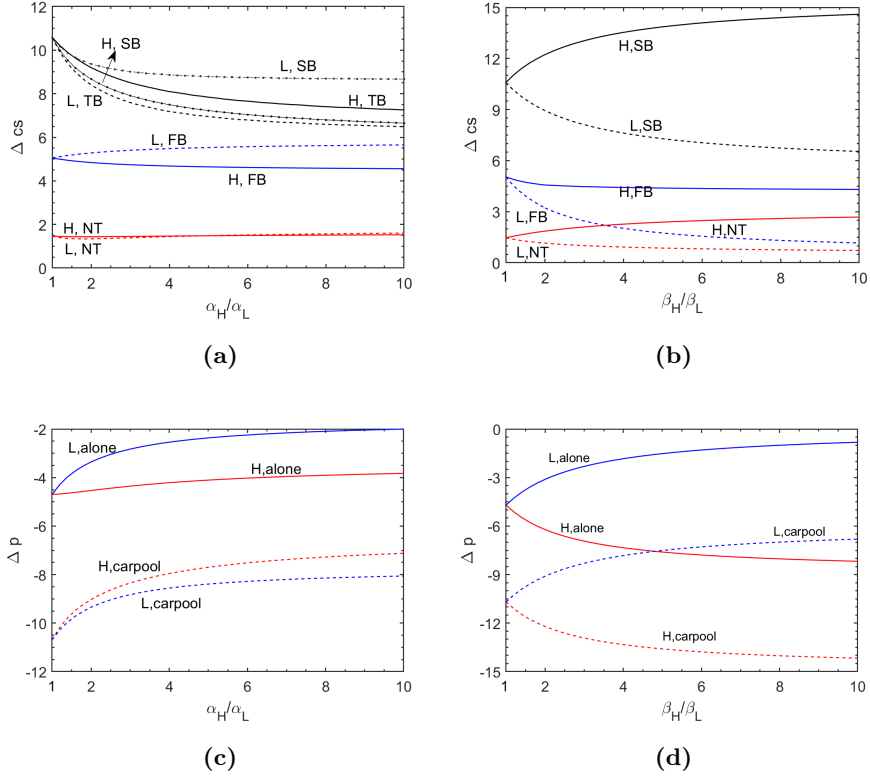 12
10
8
6
4
2
0
Δ cs
H, SB
L, SB
L, TB
H, TB
L, FB
H, FB
H, NT
L, NT
1 2 4 6 8 10
α_H/α_L
(a)
15
12
9
6
3
0
Δ cs
H,SB
L,SB
H,FB
L,FB
H,NT
L,NT
1 2 4 6 8 10
β_H/β_L
(b)
-2
-4
-6
-8
-10
-12
Δ p
L,alone
H,alone
H,carpool
L,carpool
1 2 4 6 8 10
α_H/α_L
(c)
0
-3
-6
-9
-12
-15
Δ p
L,alone
H,alone
L,carpool
H,carpool
1 2 4 6 8 10
β_H/β_L
(d)